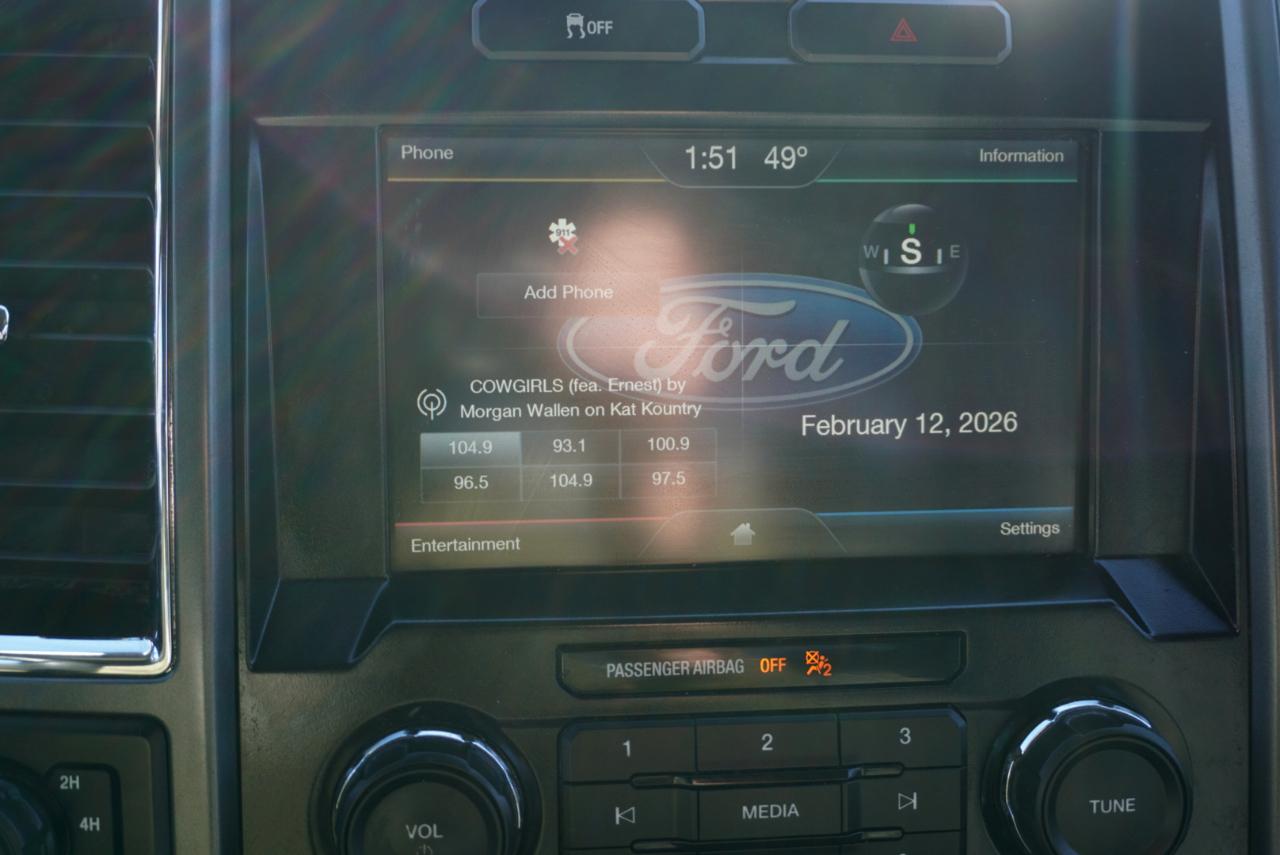 OFF
Phone
1:51 49°
Information
911
W S E
Add Phone
Ford
COWGIRLS (fea. Ernest) by
Morgan Wallen on Kat Kountry
February 12, 2026
104.9 93.1 100.9
96.5 104.9 97.5
Entertainment
Settings
PASSENGER AIRBAG OFF 2
1 2 3
2H
4H
VOL
MEDIA
TUNE